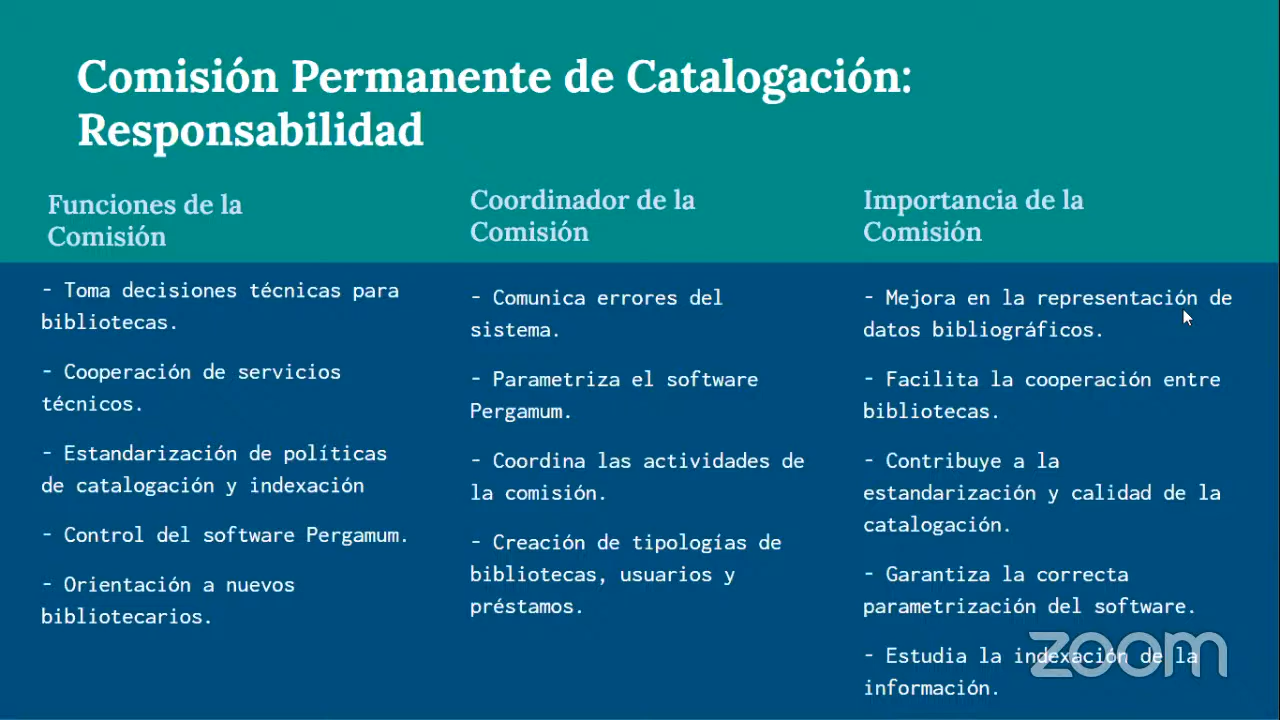 Comisión Permanente de Catalogación:
Responsabilidad
Funciones de la
Comisión
- Toma decisiones técnicas para
bibliotecas.
- Cooperación de servicios
técnicos.
- Estandarización de políticas
de catalogación y indexación
- Control del software Pergamum.
- Orientación a nuevos
bibliotecarios.
Coordinador de la
Comisión
- Comunica errores del
sistema.
- Parametriza el software
Pergamum.
- Coordina las actividades de
la comisión.
- Creación de tipologías de
bibliotecas, usuarios y
préstamos.
Importancia de la
Comisión
- Mejora en la representación de
datos bibliográficos.
- Facilita la cooperación entre
bibliotecas.
- Contribuye a la
estandarización y calidad de la
catalogación.
- Garantiza la correcta
parametrización del software.
- Estudia la indexación de la
información.
zoom